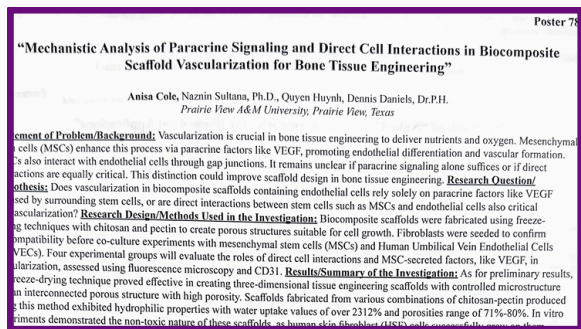 Poster 78
“Mechanistic Analysis of Paracrine Signaling and Direct Cell Interactions in Biocomposite
Scaffold Vascularization for Bone Tissue Engineering”
Anisa Cole, Naznin Sultana, Ph.D., Quyen Huynh, Dennis Daniels, Dr.P.H.
Prairie View A&M University, Prairie View, Texas
ement of Problem/Background: Vascularization is crucial in bone tissue engineering to deliver nutrients and oxygen. Mesenchymal
cells (MSCs) enhance this process via paracrine factors like VEGF, promoting endothelial differentiation and vascular formation.
Cs also interact with endothelial cells through gap junctions. It remains unclear if paracrine signaling alone suffices or if direct
actions are equally critical. This distinction could improve scaffold design in bone tissue engineering. Research Question/
othesis: Does vascularization in biocomposite scaffolds containing endothelial cells rely solely on paracrine factors like VEGF
sed by surrounding stem cells, or are direct interactions between stem cells such as MSCs and endothelial cells also critical
ascularization? Research Design/Methods Used in the Investigation: Biocomposite scaffolds were fabricated using freeze-
ng techniques with chitosan and pectin to create porous structures suitable for cell growth. Fibroblasts were seeded to confirm
ompatibility before co-culture experiments with mesenchymal stem cells (MSCs) and Human Umbilical Vein Endothelial Cells
VECs). Four experimental groups will evaluate the roles of direct cell interactions and MSC-secreted factors, like VEGF, in
ularization, assessed using fluorescence microscopy and CD31. Results/Summary of the Investigation: As for preliminary results,
reeze-drying technique proved effective in creating three-dimensional tissue engineering scaffolds with controlled microstructure
n interconnected porous structure with high porosity. Scaffolds fabricated from various combinations of chitosan-pectin produced
g this method exhibited hydrophilic properties with water uptake values of over 2312% and porosities range of 71%-80%. In vitro
riments demonstrated the non-toxic nature of these scaffolds, as human skin fibroblast (HSF) cells successfully grew on them